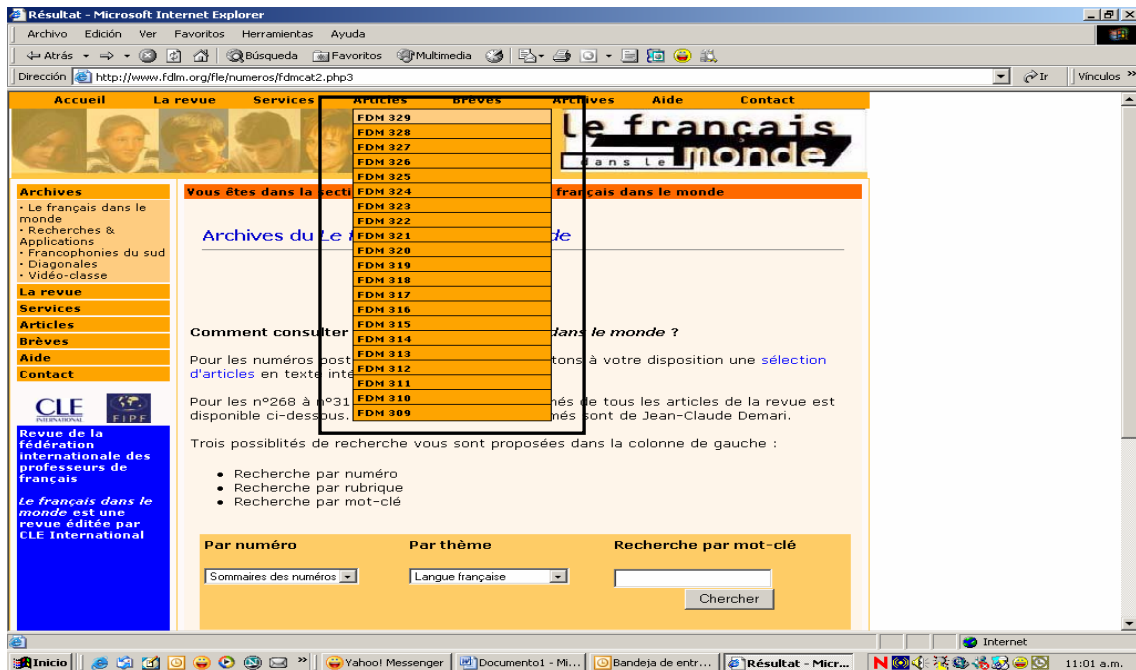 Résultat - Microsoft Internet Explorer
Archivo Edición Ver Favoritos Herramientas Ayuda
Atrás Búsqueda Favoritos Multimedia
Dirección http://www.fdlm.org/fle/numeros/fdmcat2.php3 Ir Vínculos »
Accueil La revue Services Articles Brèves Archives Aide Contact
FDM 329
FDM 328
FDM 327
FDM 326
FDM 325
FDM 324
FDM 323
FDM 322
FDM 321
FDM 320
FDM 319
FDM 318
FDM 317
FDM 316
FDM 315
FDM 314
FDM 313
FDM 312
FDM 311
FDM 310
FDM 309
le français
dans le monde
Archives
· Le français dans le
monde
· Recherches &
Applications
· Francophonies du sud
· Diagonales
· Vidéo-classe
La revue
Services
Articles
Brèves
Aide
Contact
CLE
INTERNATIONAL
FIPF
Revue de la
fédération
internationale des
professeurs de
français
Le français dans le
monde est une
revue éditée par
CLE International
Vous êtes dans la secti français dans le monde
Archives du Le f de
Comment consulter dans le monde ?
Pour les numéros post tons à votre disposition une sélection
d'articles en texte inté
Pour les n°268 à n°31 més de tous les articles de la revue est
disponible ci-dessous. més sont de Jean-Claude Demari.
Trois possiblités de recherche vous sont proposées dans la colonne de gauche :
• Recherche par numéro
• Recherche par rubrique
• Recherche par mot-clé
Par numéro Par thème Recherche par mot-clé
Sommaires des numéros Langue française
Chercher
Internet
Inicio » Yahoo! Messenger Documento1 - Mi... Bandeja de entr... Résultat - Micr... 11:01 a.m.